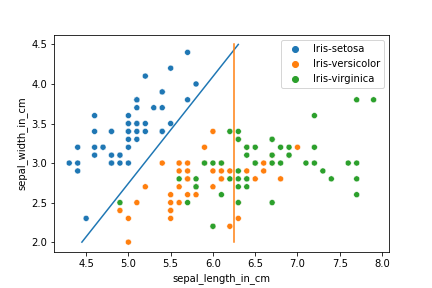 4.5
4.0
3.5
3.0
2.5
2.0
sepal_width_in_cm
Iris-setosa
Iris-versicolor
Iris-virginica
4.5 5.0 5.5 6.0 6.5 7.0 7.5 8.0
sepal_length_in_cm